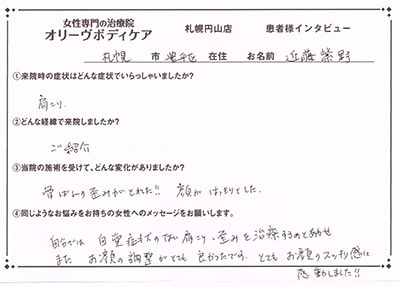 女性専門の治療院
オリーヴボディケア 札幌円山店 患者様インタビュー
札幌 市 豊平区 在住 お名前 近藤紫野
①来院時の症状はどんな症状でいらっしゃいましたか?
肩こり.
②どんな経緯で来院しましたか?
ご紹介
③当院の施術を受けて、どんな変化がありましたか?
骨ばんの歪みがとれた!! 顔がはっきりとした.
④同じようなお悩みをお持ちの女性へのメッセージをお願いします。
自分では自覚症状のない肩こり、歪みを治療するのとあわせ
また お顔の調整がとても良かったです. とてもお顔のスッキリ感に
感動しました!!